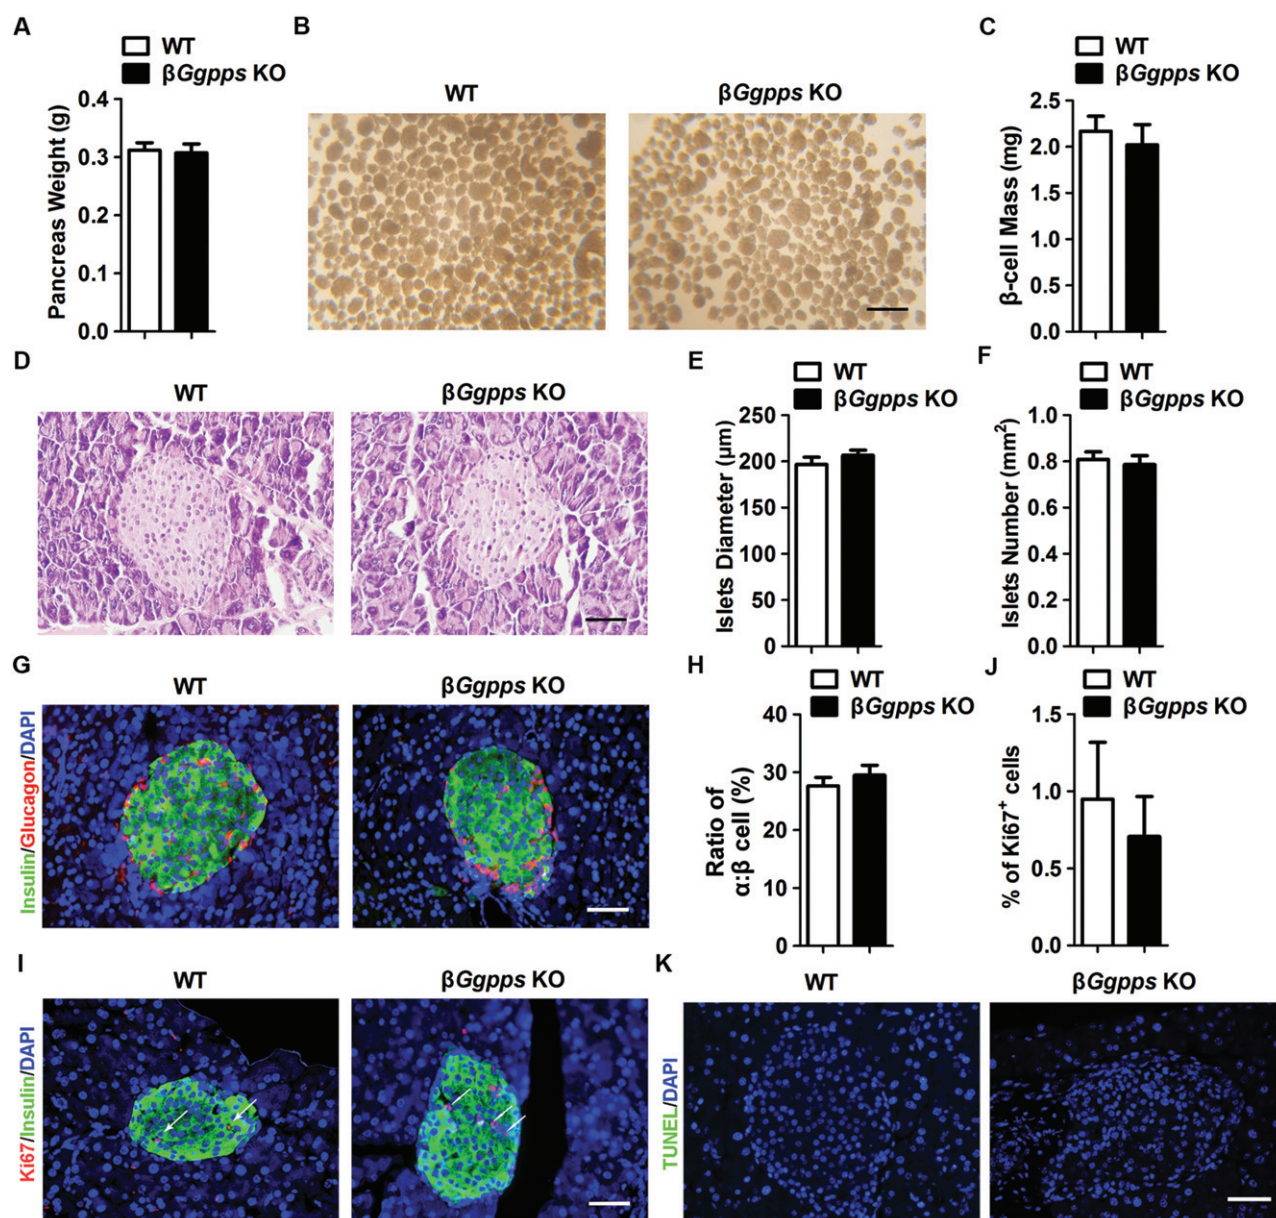 A
WT
βGgpps KO
Pancreas Weight (g)
0.4
0.3
0.2
0.1
0.0
B
WT
βGgpps KO
C
WT
βGgpps KO
β-cell Mass (mg)
2.5
2.0
1.5
1.0
0.5
0.0
D
WT
βGgpps KO
E
WT
βGgpps KO
Islets Diameter (μm)
250
200
150
100
50
0
F
WT
βGgpps KO
Islets Number (mm²)
1.0
0.8
0.6
0.4
0.2
0.0
G
WT
βGgpps KO
Insulin/Glucagon/DAPI
H
WT
βGgpps KO
Ratio of
α:β cell (%)
40
30
20
10
0
J
WT
βGgpps KO
% of Ki67⁺ cells
1.5
1.0
0.5
0.0
I
WT
βGgpps KO
Ki67/Insulin/DAPI
K
WT
βGgpps KO
TUNEL/DAPI